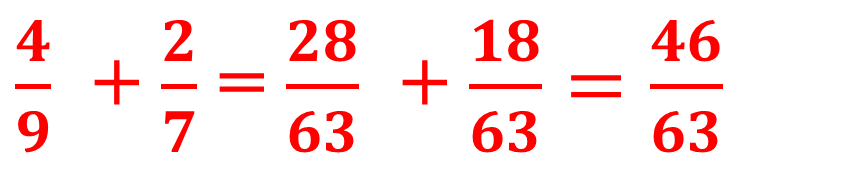 4/9 + 2/7 = 28/63 + 18/63 = 46/63